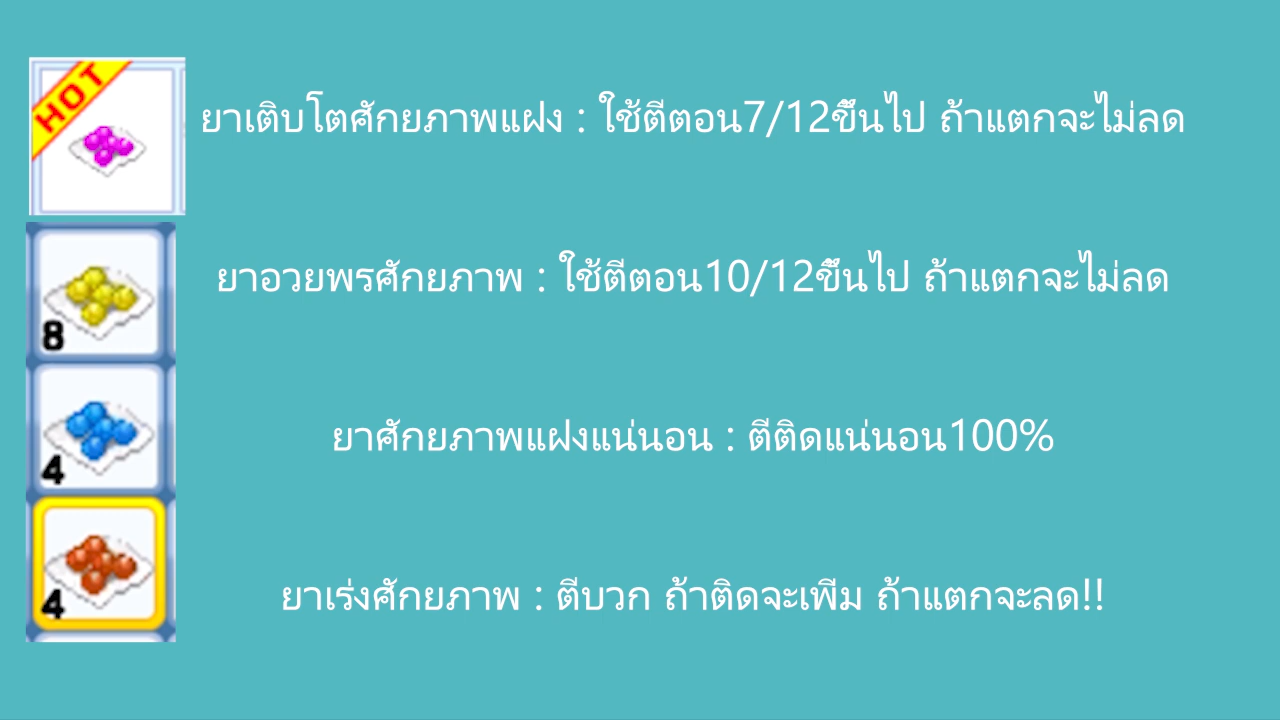 HOT
ยาเติบโตศักยภาพแฝง : ใช้ตีตอน7/12ขึ้นไป ถ้าแตกจะไม่ลด
8
ยาอวยพรศักยภาพ : ใช้ตีตอน10/12ขึ้นไป ถ้าแตกจะไม่ลด
4
ยาศักยภาพแฝงแน่นอน : ตีติดแน่นอน100%
4
ยาเร่งศักยภาพ : ตีบวก ถ้าติดจะเพิ่ม ถ้าแตกจะลด!!